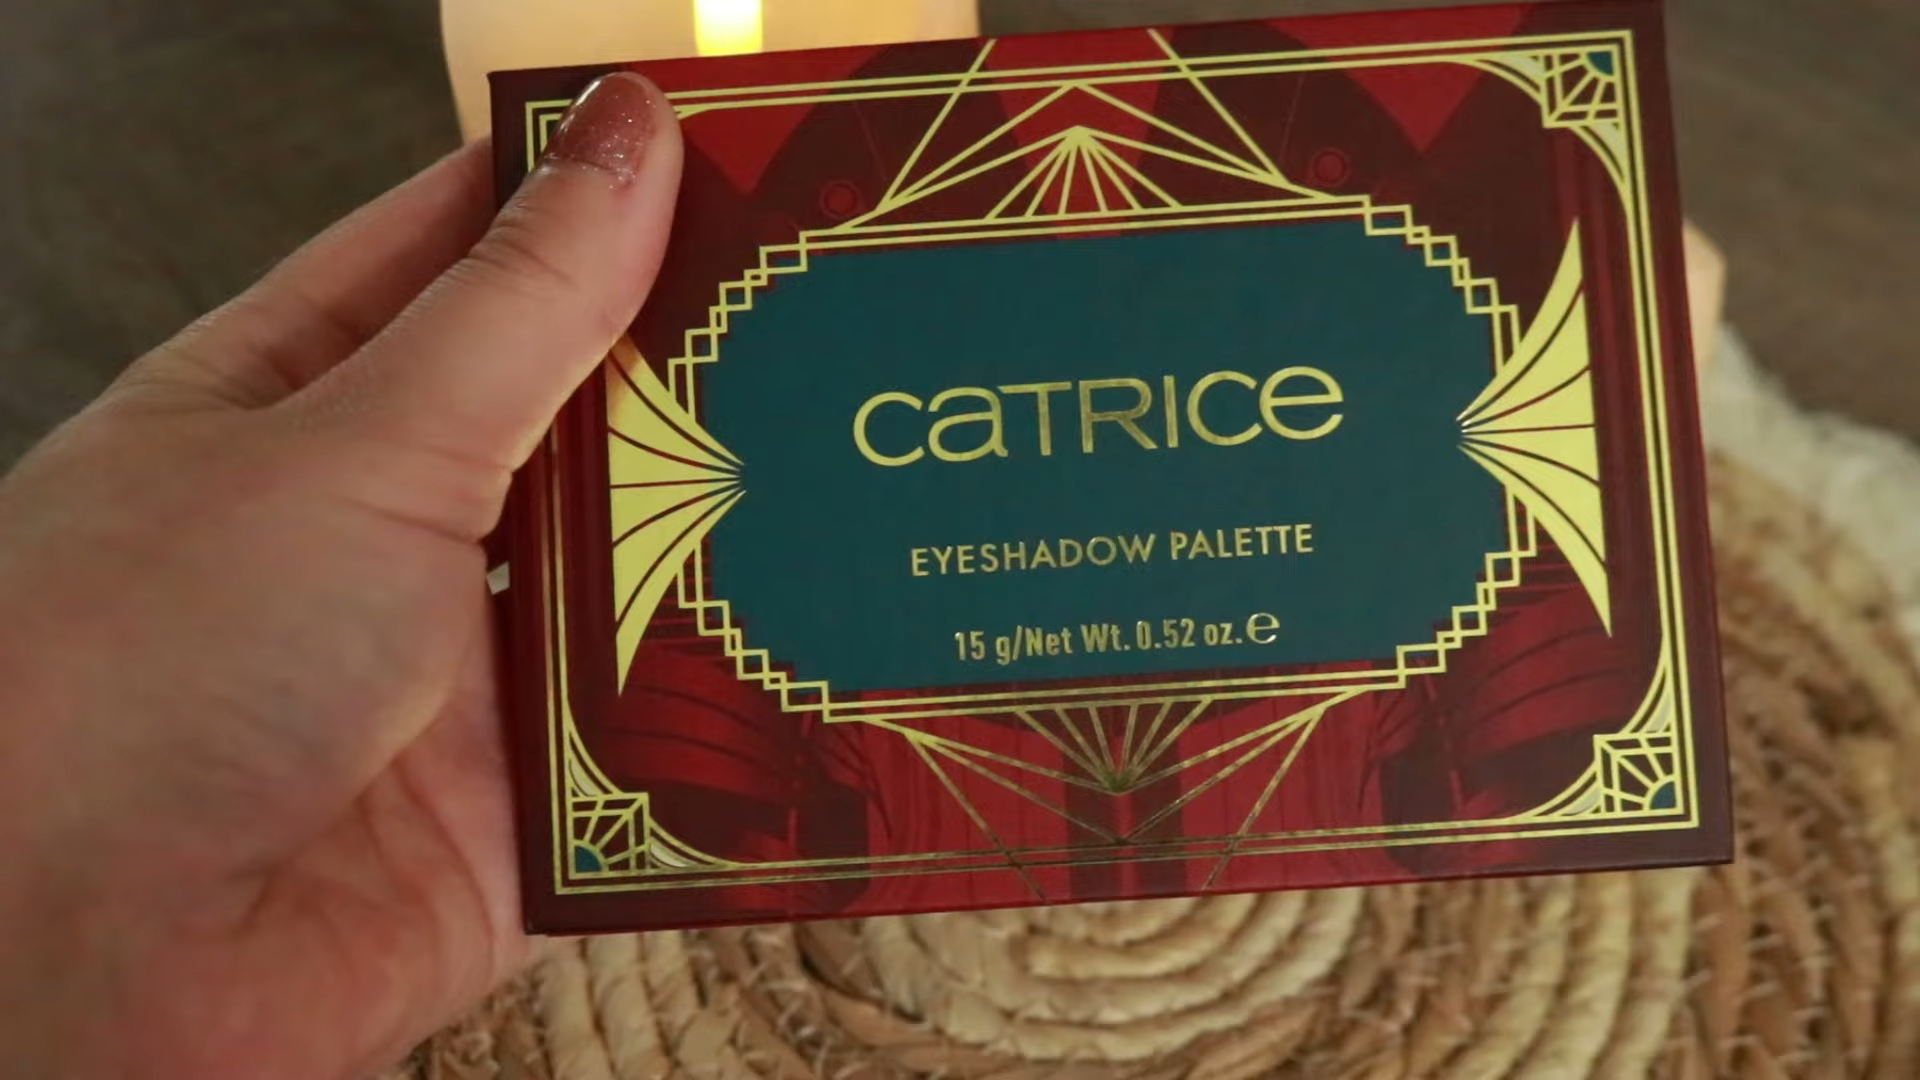 CATRICE
EYESHADOW PALETTE
15 g/Net Wt. 0.52 oz. ℮